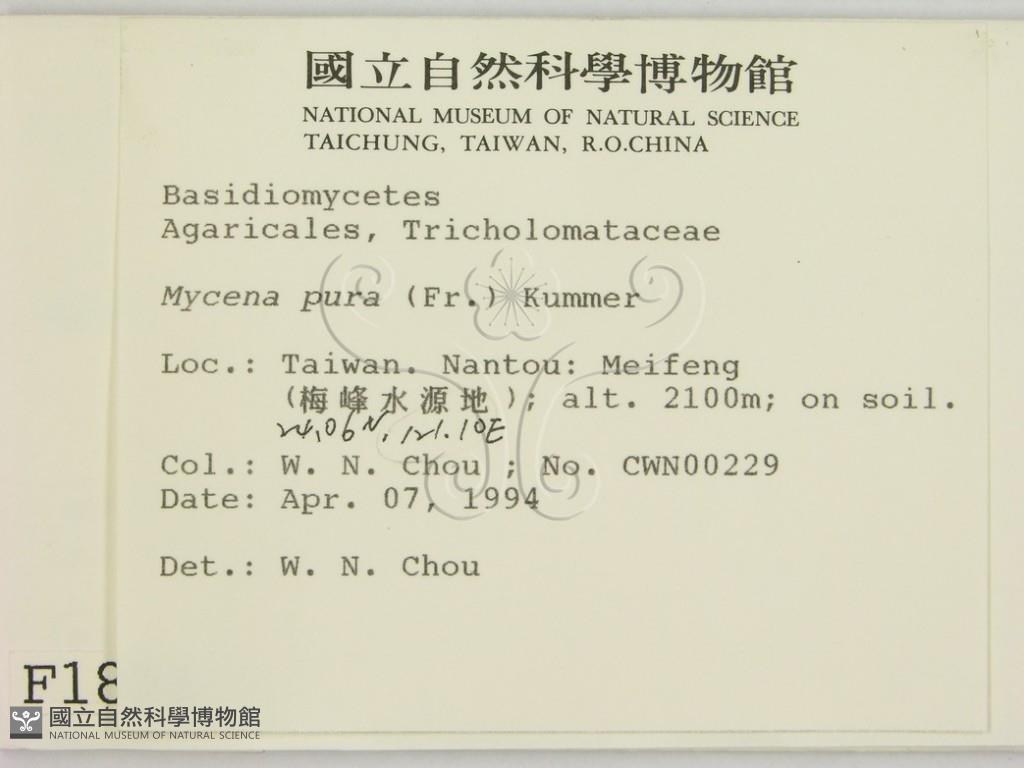 國立自然科學博物館
NATIONAL MUSEUM OF NATURAL SCIENCE
TAICHUNG, TAIWAN, R.O.CHINA
Basidiomycetes
Agaricales, Tricholomataceae
Mycena pura (Fr.) Kummer
Loc.: Taiwan. Nantou: Meifeng
(梅峰水源地); alt. 2100m; on soil.
24.06N, 121.10E
Col.: W. N. Chou ; No. CWN00229
Date: Apr. 07, 1994
Det.: W. N. Chou
F18
國立自然科學博物館
NATIONAL MUSEUM OF NATURAL SCIENCE